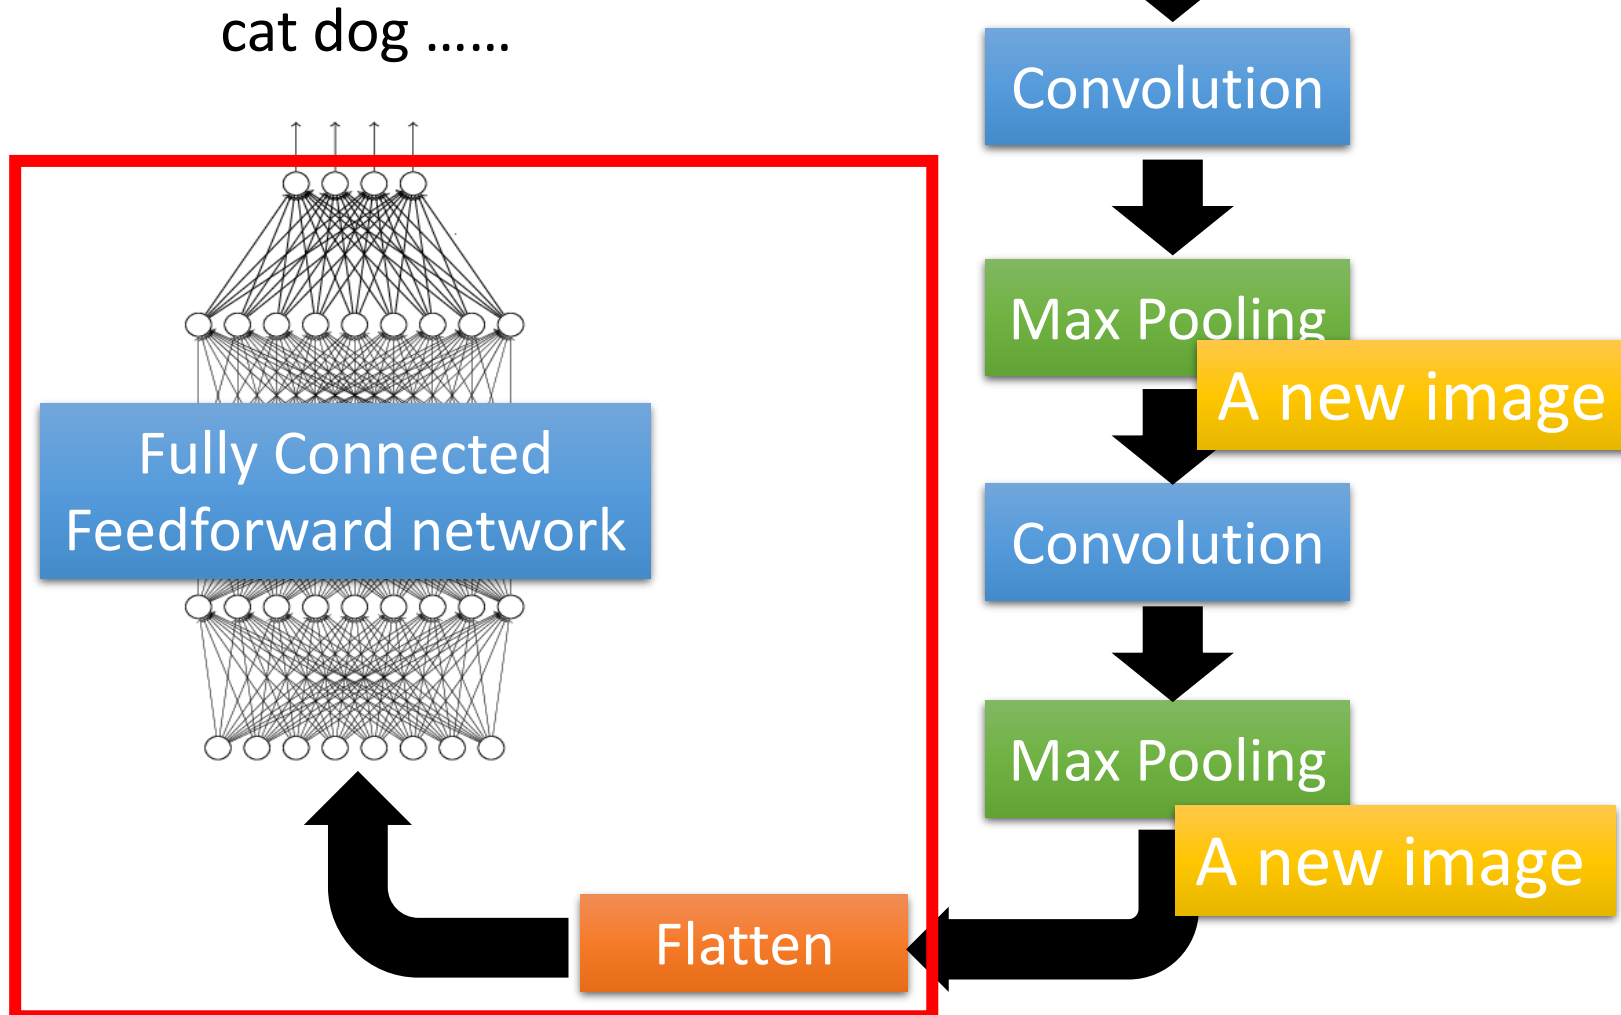 cat dog ……
Convolution
Max Pooling
A new image
Convolution
Max Pooling
A new image
Flatten
Fully Connected
Feedforward network